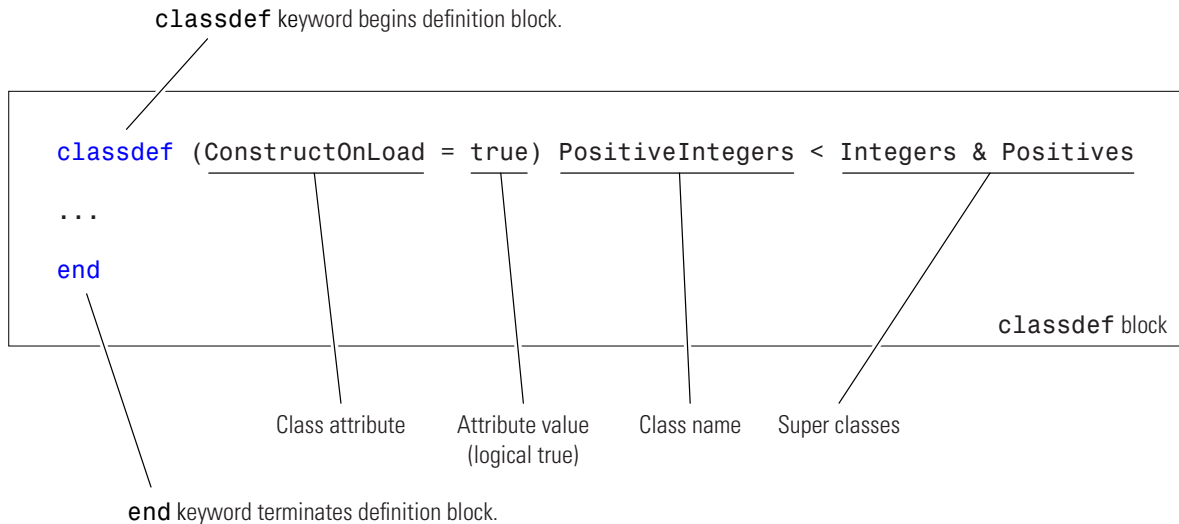 classdef keyword begins definition block.
classdef (ConstructOnLoad = true) PositiveIntegers < Integers & Positives
...
end
classdef block
Class attribute
Attribute value
(logical true)
Class name
Super classes
end keyword terminates definition block.